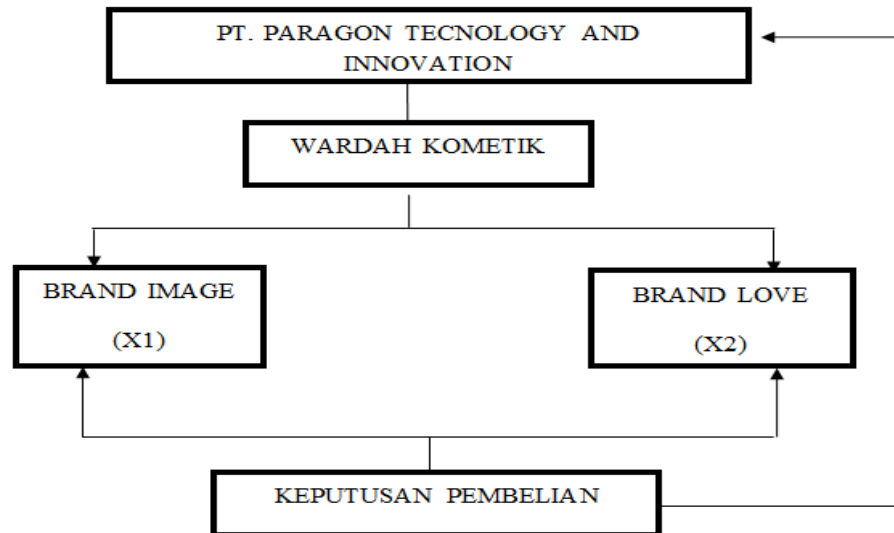 PT. PARAGON TECNOLOGY AND
INNOVATION
WARDAH KOMETIK
BRAND IMAGE
(X1)
BRAND LOVE
(X2)
KEPUTUSAN PEMBELIAN